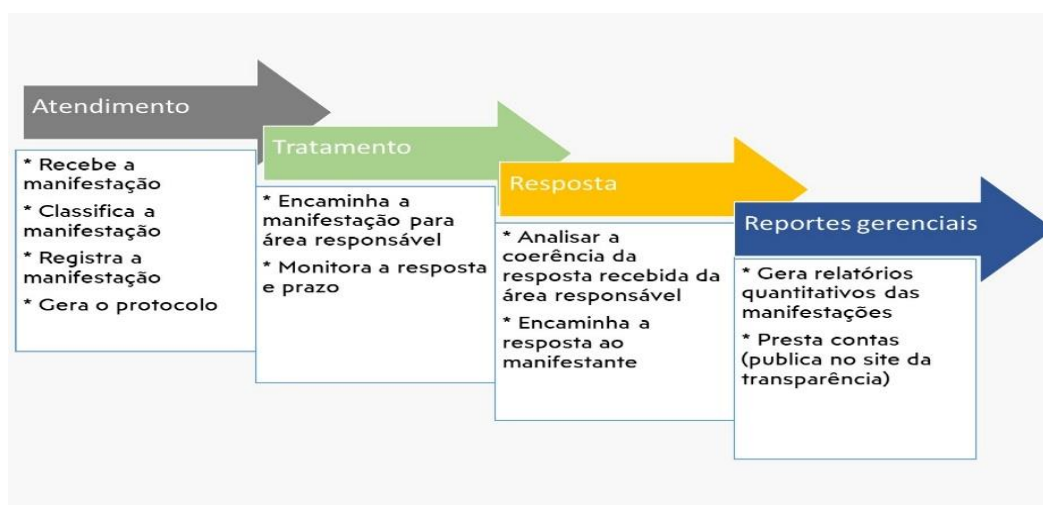 Atendimento
* Recebe a
manifestação
* Classifica a
manifestação
* Registra a
manifestação
* Gera o protocolo
Tratamento
* Encaminha a
manifestação para
área responsável
* Monitora a resposta
e prazo
Resposta
* Analisar a
coerência da
resposta recebida da
área responsável
* Encaminha a
resposta ao
manifestante
Reportes gerenciais
* Gera relatórios
quantitativos das
manifestações
* Presta contas
(publica no site da
transparência)